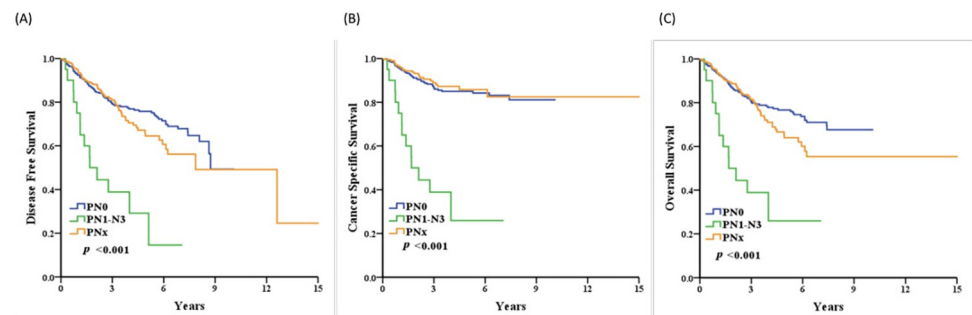 (A)
(B)
(C)
Disease Free Survival
1.0
0.8
0.6
0.4
0.2
0.0
PN0
PN1-N3
PNx
p <0.001
0 3 6 9 12 15
Years
Cancer Specific Survival
1.0
0.8
0.6
0.4
0.2
0.0
PN0
PN1-N3
PNx
p <0.001
0 3 6 9 12 15
Years
Overall Survival
1.0
0.8
0.6
0.4
0.2
0.0
PN0
PN1-N3
PNx
p <0.001
0 3 6 9 12 15
Years